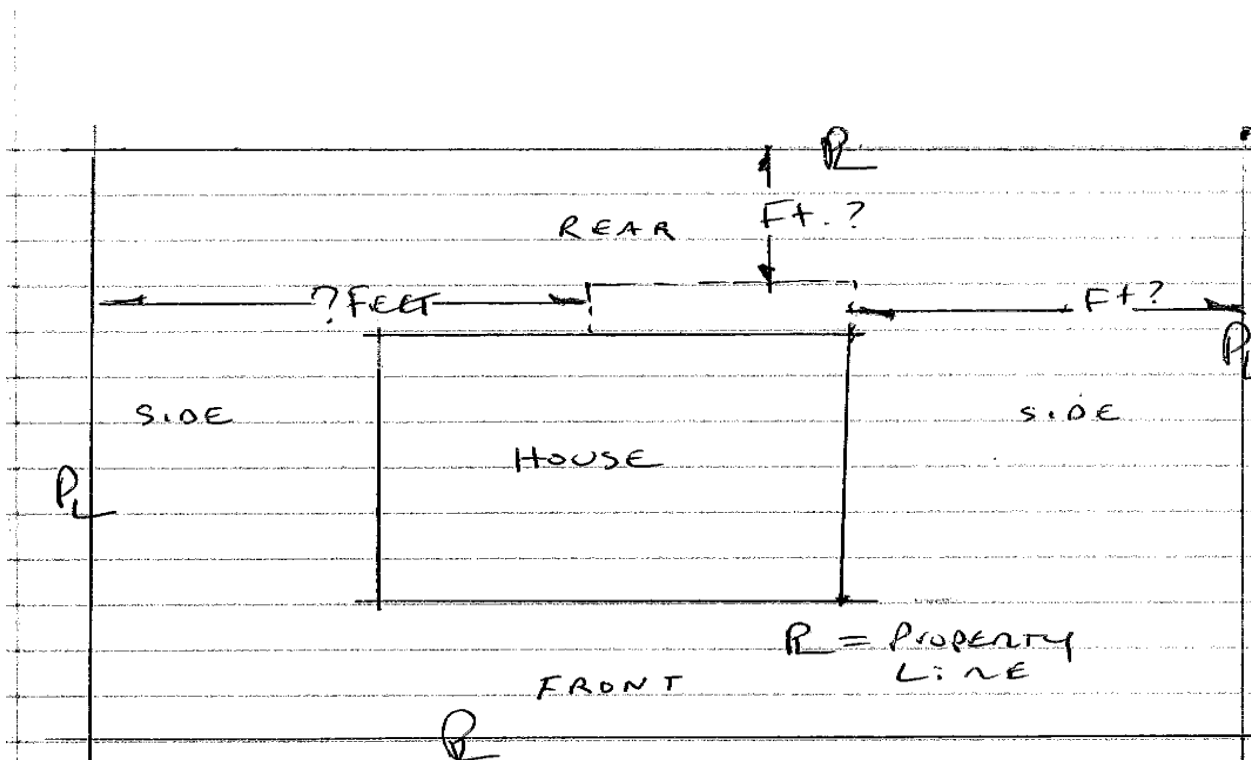 PL
REAR
Ft. ?
? FEET
Ft ?
PL
SIDE
SIDE
HOUSE
PL
PL = PROPERTY
LINE
FRONT
PL